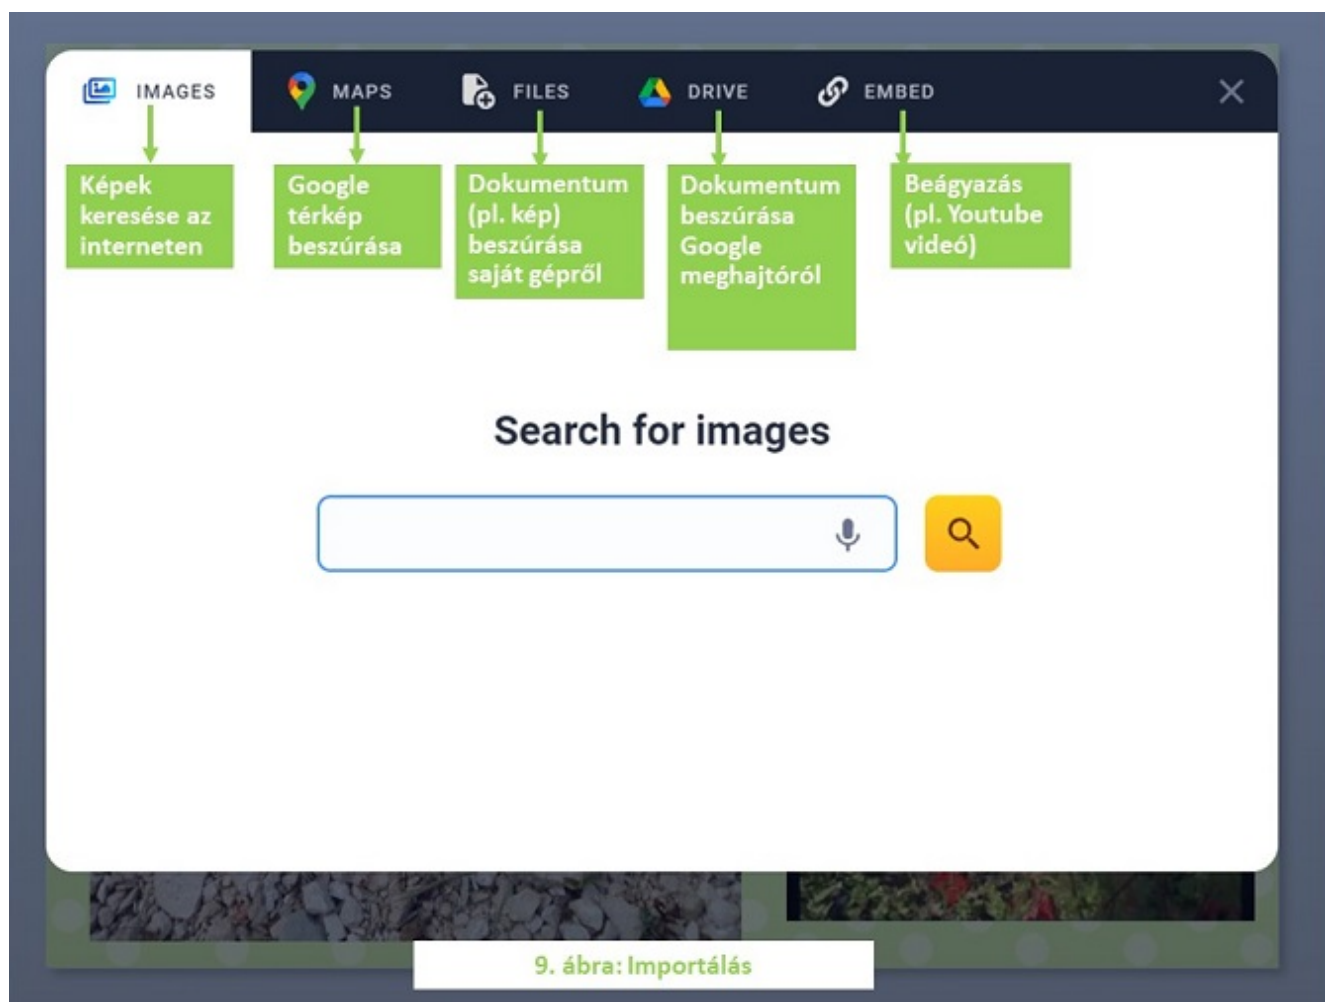 IMAGES
MAPS
FILES
DRIVE
EMBED
Képek
keresése az
interneten
Google
térkép
beszúrása
Dokumentum
(pl. kép)
beszúrása
saját gépről
Dokumentum
beszúrása
Google
meghajtóról
Beágyazás
(pl. Youtube
videó)
Search for images
9. ábra: Importálás